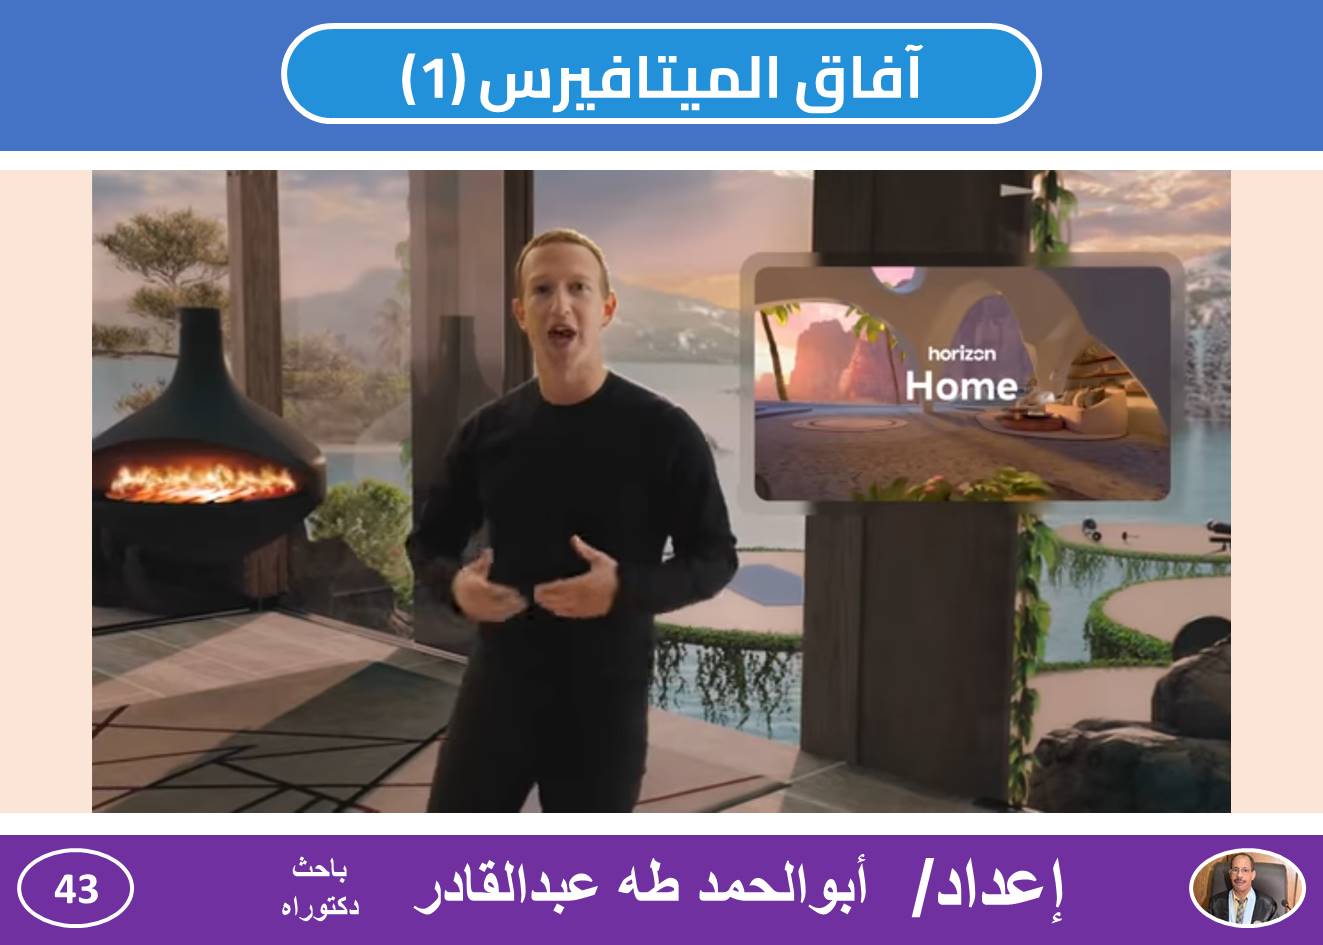 آفاق الميتافيرس (1)
horizon
Home
إعداد/ أبوالحمد طه عبدالقادر
باحث
دكتوراه
43